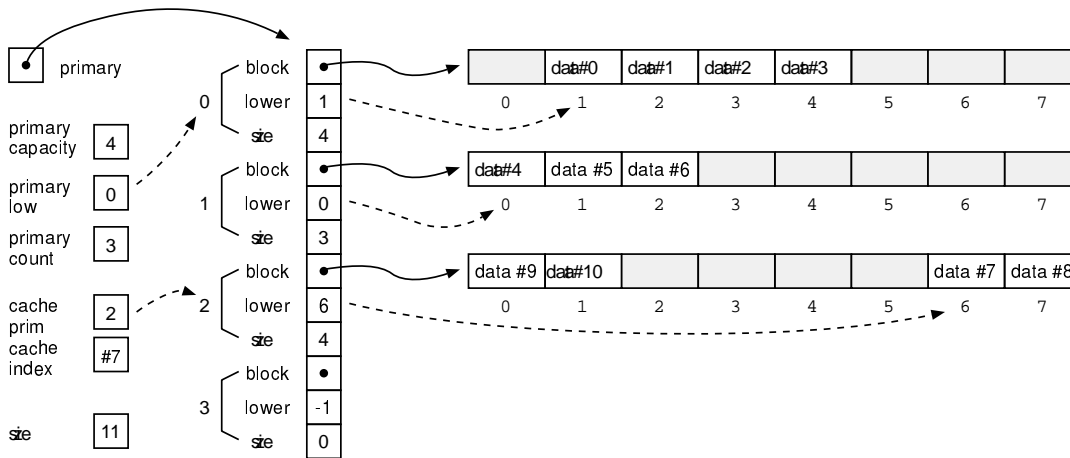 primary
block
data#0 data#1 data#2 data#3
0
lower
1
0 1 2 3 4 5 6 7
size
4
primary
capacity
4
block
data#4 data #5 data #6
primary
low
0
1
lower
0
0 1 2 3 4 5 6 7
primary
count
3
size
3
block
data #9 data#10 data #7 data #8
cache
prim
2
2
lower
6
0 1 2 3 4 5 6 7
cache
index
#7
size
4
block
3
lower
-1
size
11
size
0